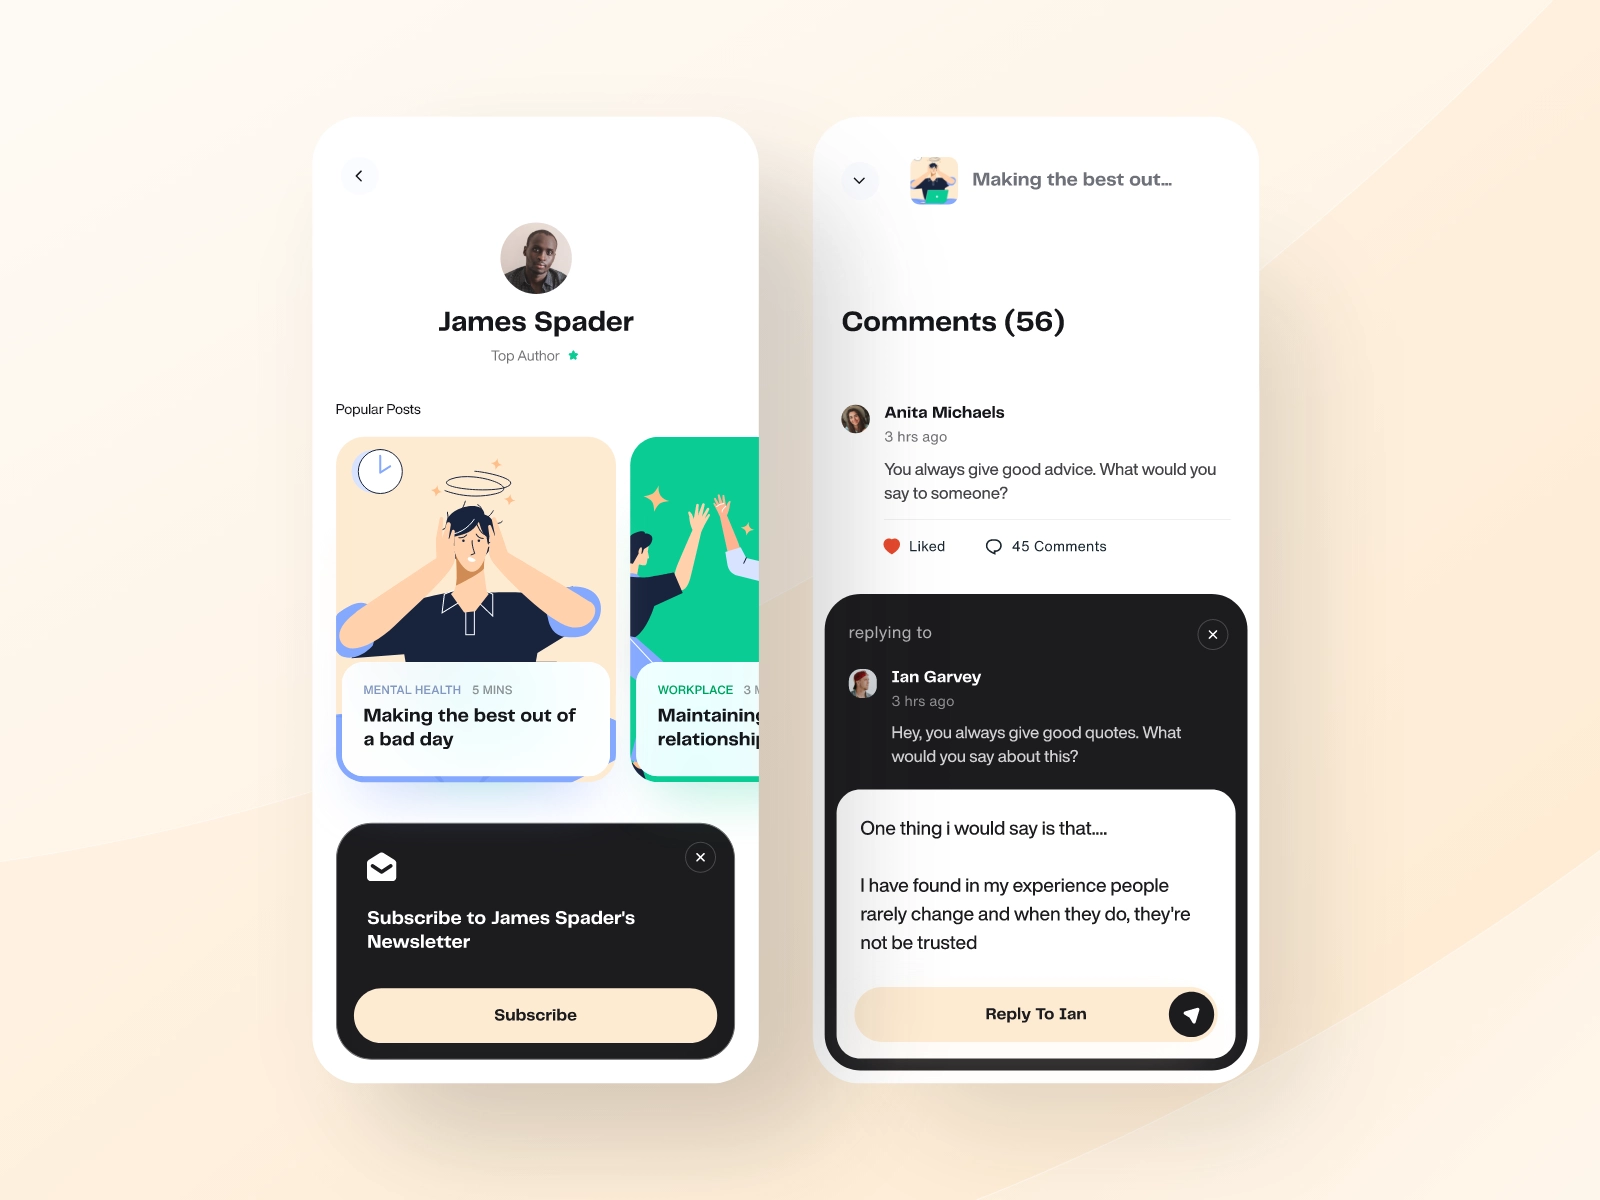 James Spader
Top Author
Popular Posts
MENTAL HEALTH 5 MINS
Making the best out of
a bad day
WORKPLACE 3 M
Maintaining
relationship
Subscribe to James Spader's
Newsletter
Subscribe
Making the best out...
Comments (56)
Anita Michaels
3 hrs ago
You always give good advice. What would you
say to someone?
Liked
45 Comments
replying to
Ian Garvey
3 hrs ago
Hey, you always give good quotes. What
would you say about this?
One thing i would say is that....
I have found in my experience people
rarely change and when they do, they're
not be trusted
Reply To Ian